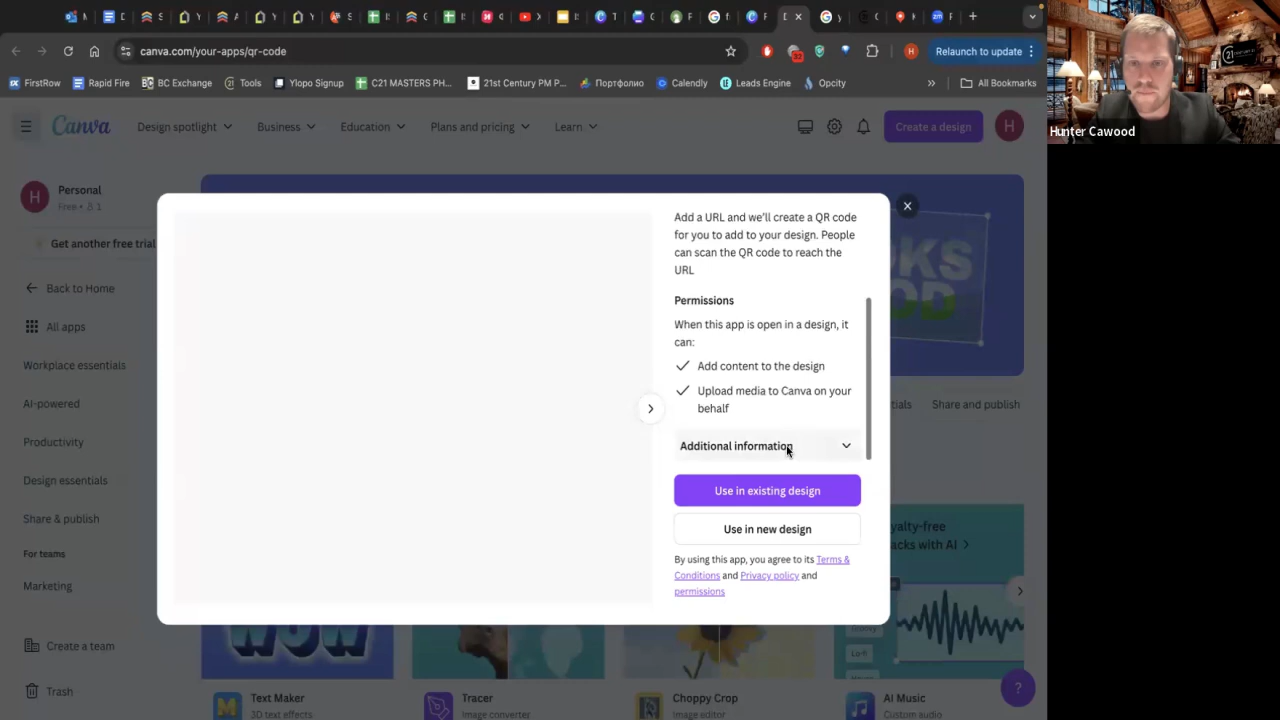 canva.com/your-apps/qr-code
H
Relaunch to update
FirstRow
Rapid Fire
BC Exchange
Tools
Ylopo Signup
C21 MASTERS PH...
21st Century PM P...
Портфолио
Calendly
Leads Engine
Opcity
»
All Bookmarks
Canva
Design spotlight
Business
Education
Plans and pricing
Learn
Create a design
H
H
Personal
Free • 1
Get another free trial
Back to Home
All apps
Workplace essentials
AI-powered
Productivity
Design essentials
Share & publish
For teams
Marketing
Create a team
Trash
Add a URL and we'll create a QR code
for you to add to your design. People
can scan the QR code to reach the
URL
Permissions
When this app is open in a design, it
can:
Add content to the design
Upload media to Canva on your
behalf
Additional information
Use in existing design
Use in new design
By using this app, you agree to its Terms &
Conditions and Privacy policy and
permissions
Share and publish
WOW
Text Maker
3D text effects
Tracer
Image converter
Choppy Crop
Image editor
AI Music
Custom audio
?
Hunter Cawood